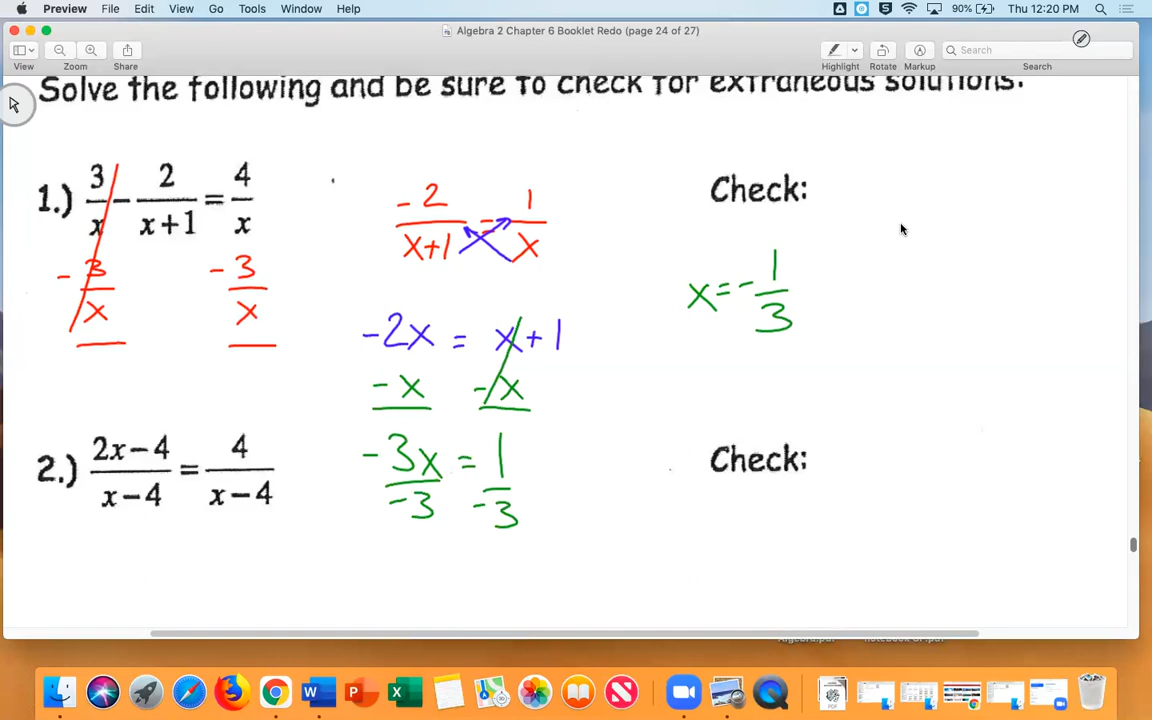 Preview File Edit View Go Tools Window Help 90% Thu 12:20 PM
Algebra 2 Chapter 6 Booklet Redo (page 24 of 27)
View Zoom Share Highlight Rotate Markup Search
Search
Solve the following and be sure to check for extraneous solutions.
1.) 3/x - 2/(x+1) = 4/x
- 3/x - 3/x
-2/(x+1) = 1/x
-2x = x+1
-x -x
-3x = 1
-3 -3
Check:
x = -1/3
2.) (2x-4)/(x-4) = 4/(x-4)
Check: